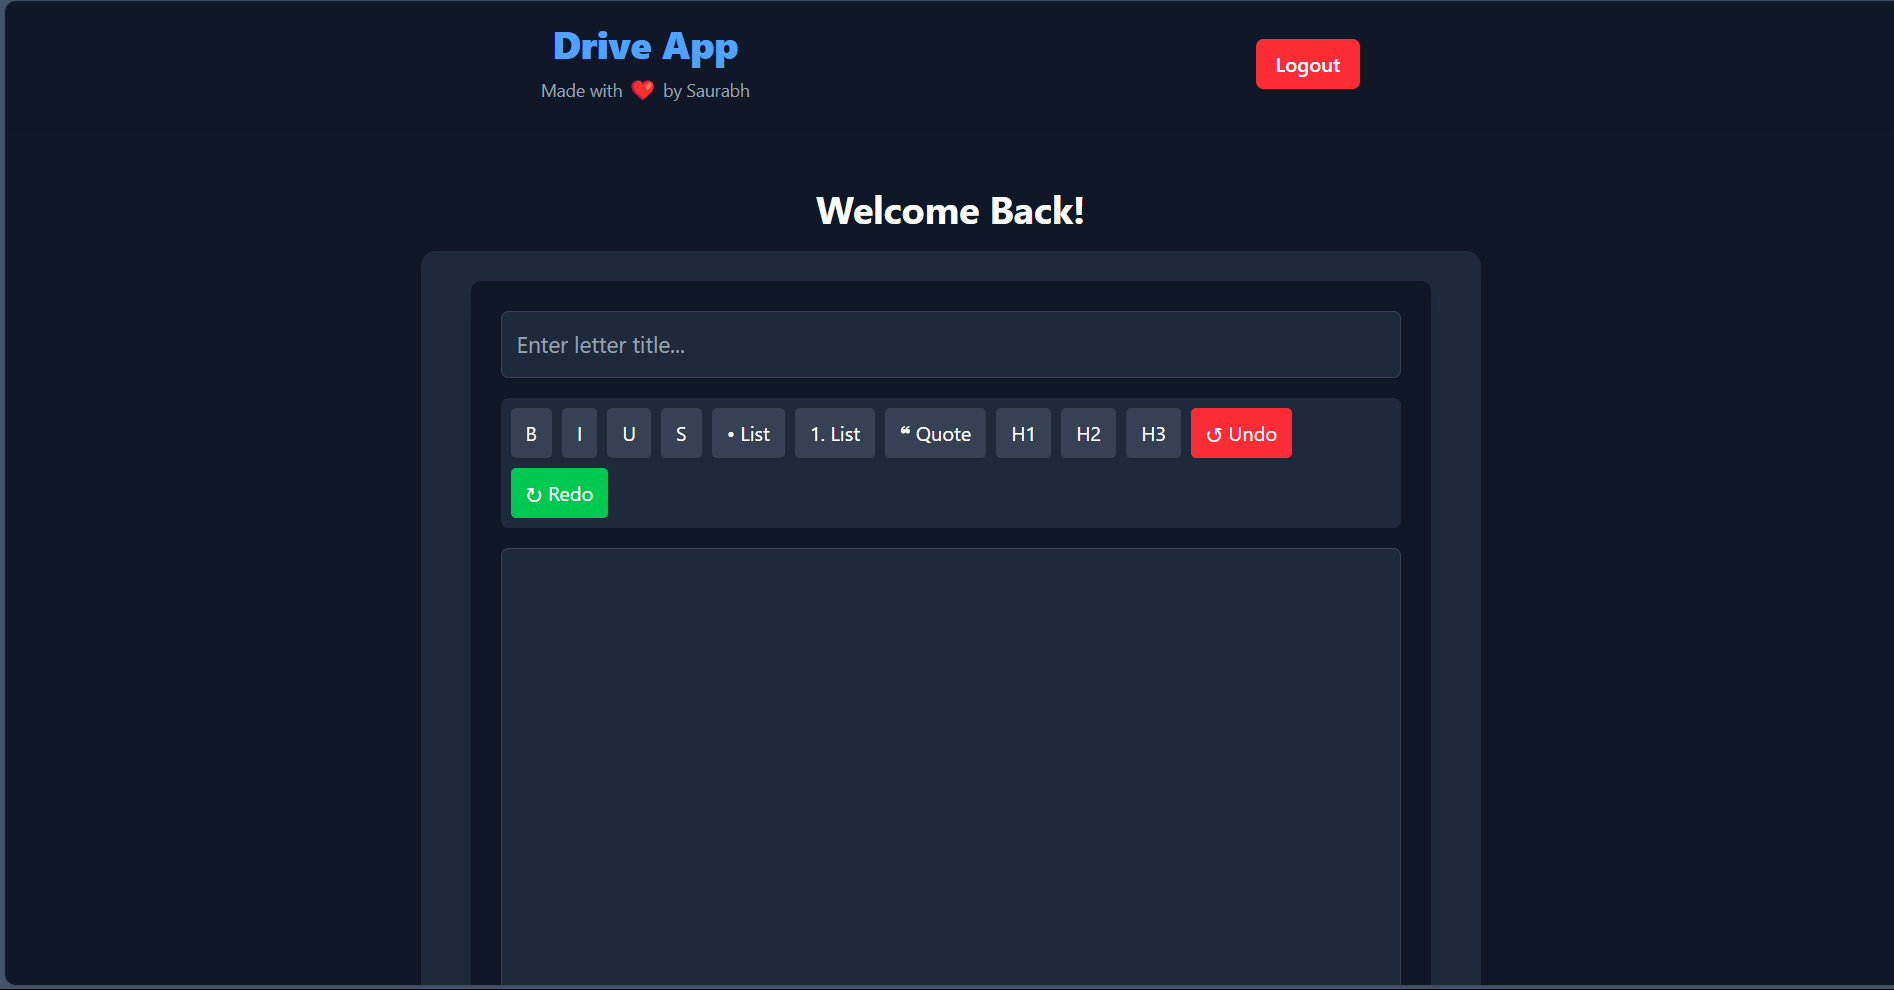 Drive App
Made with ❤️ by Saurabh
Logout
Welcome Back!
Enter letter title...
B I U S • List 1. List ❝ Quote H1 H2 H3 ↺ Undo
↻ Redo